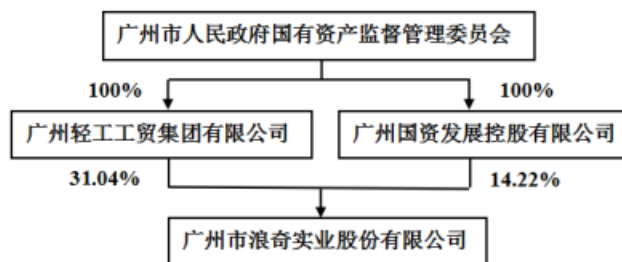 广州市人民政府国有资产监督管理委员会
100% 100%
广州轻工工贸集团有限公司 广州国资发展控股有限公司
31.04% 14.22%
广州市浪奇实业股份有限公司